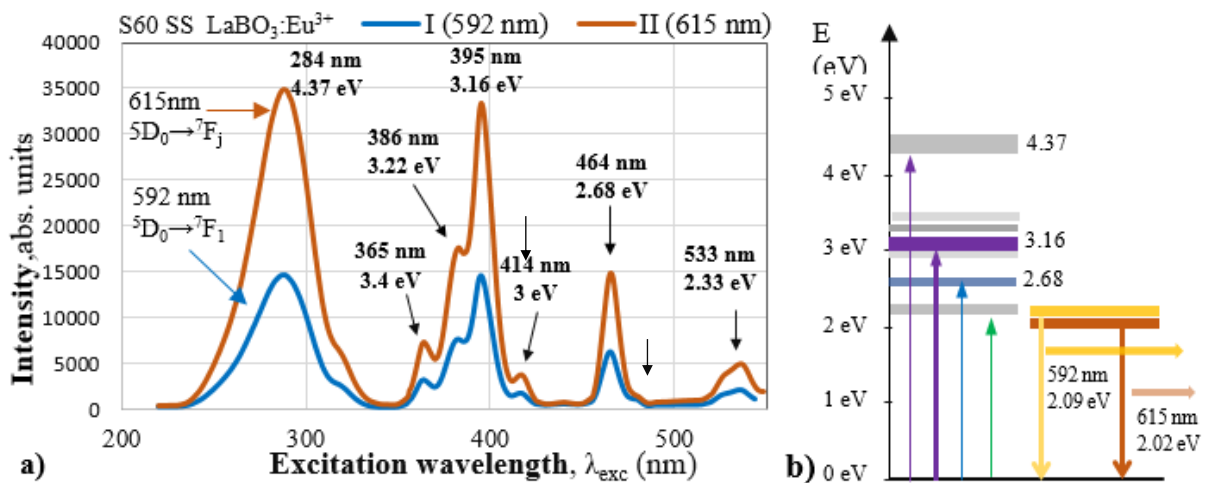 S60 SS LaBO₃:Eu³⁺ I (592 nm) II (615 nm)
40000
35000
30000
25000
20000
15000
10000
5000
0
Intensity,abs. units
284 nm
4.37 eV
395 nm
3.16 eV
615nm
5D₀→⁷Fⱼ
386 nm
3.22 eV
464 nm
2.68 eV
592 nm
⁵D₀→⁷F₁
365 nm
3.4 eV
414 nm
3 eV
533 nm
2.33 eV
200 300 400 500
a) Excitation wavelength, λexc (nm)
E
(eV)
5 eV
4 eV
3 eV
2 eV
1 eV
0 eV
4.37
3.16
2.68
592 nm
2.09 eV
615 nm
2.02 eV
b)